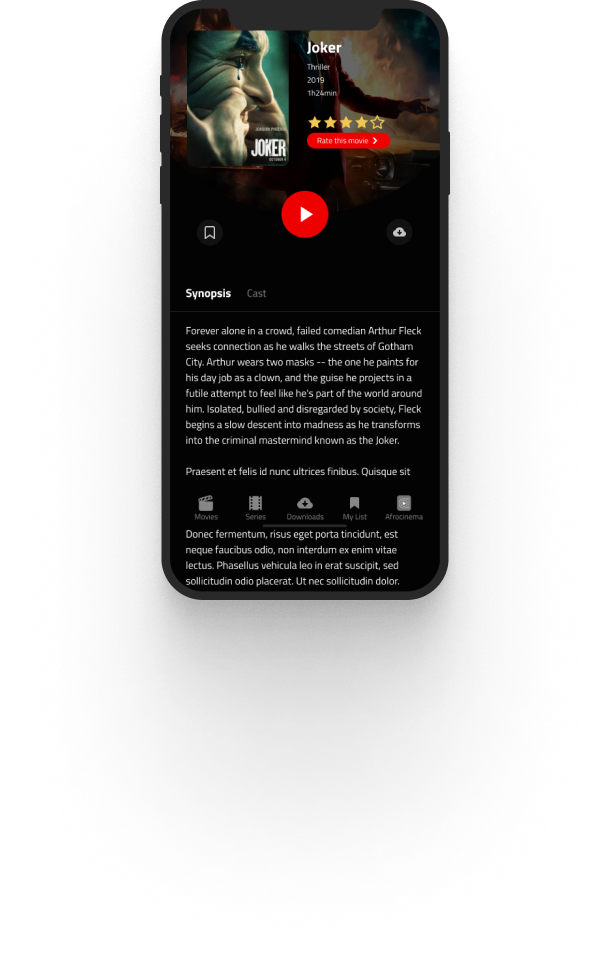 Joker
Thriller
2019
1h24min
JOAQUIN PHOENIX
JOKER
OCTOBER 4
Rate this movie
Synopsis Cast
Forever alone in a crowd, failed comedian Arthur Fleck
seeks connection as he walks the streets of Gotham
City. Arthur wears two masks -- the one he paints for
his day job as a clown, and the guise he projects in a
futile attempt to feel like he's part of the world around
him. Isolated, bullied and disregarded by society, Fleck
begins a slow descent into madness as he transforms
into the criminal mastermind known as the Joker.
Praesent et felis id nunc ultrices finibus. Quisque sit
Movies Series Downloads My List Afrocinema
Donec fermentum, risus eget porta tincidunt, est
neque faucibus odio, non interdum ex enim vitae
lectus. Phasellus vehicula leo in erat suscipit, sed
sollicitudin odio placerat. Ut nec sollicitudin dolor.